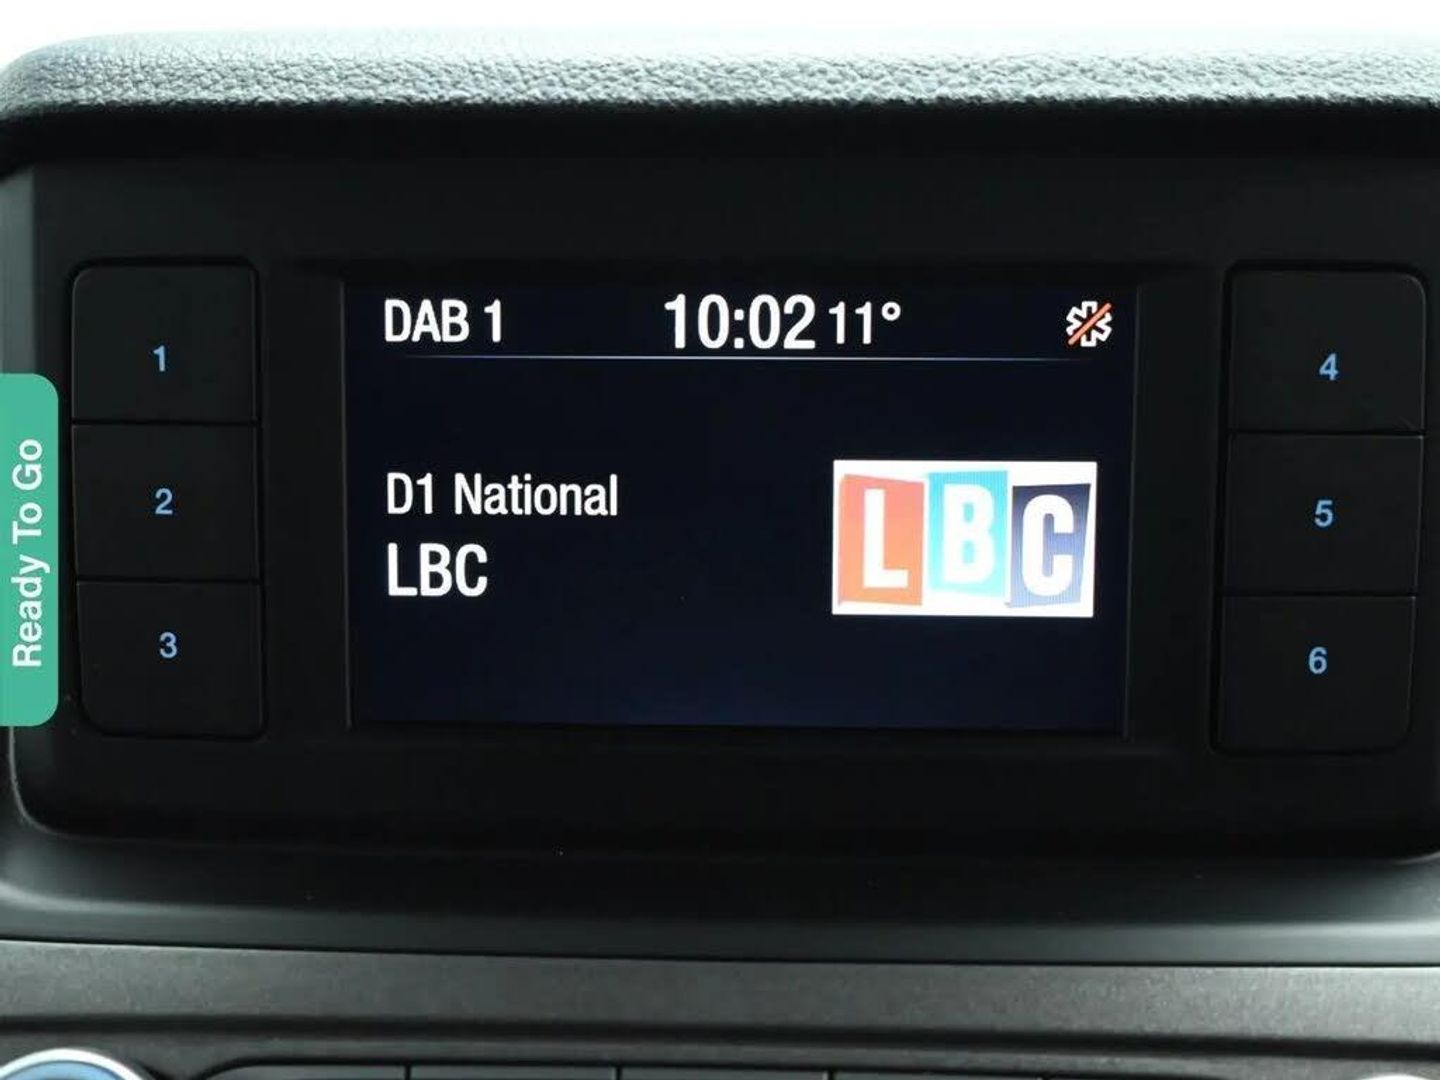 DAB 1 10:02 11°
1
4
D1 National
LBC
LBC
2
5
3
6
Ready To Go